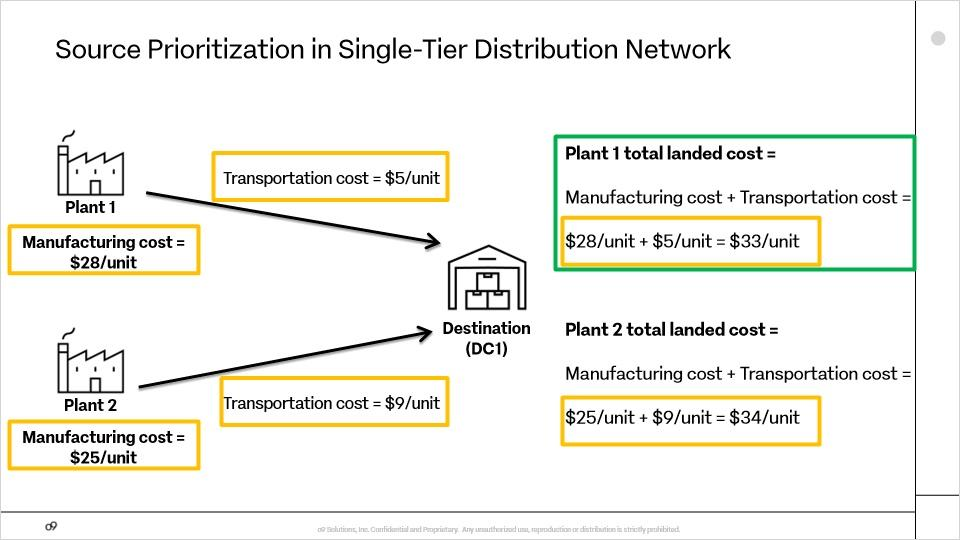 Source Prioritization in Single-Tier Distribution Network
Transportation cost = $5/unit
Plant 1
Manufacturing cost =
$28/unit
Plant 1 total landed cost =
Manufacturing cost + Transportation cost =
$28/unit + $5/unit = $33/unit
Destination
(DC1)
Plant 2
Transportation cost = $9/unit
Manufacturing cost =
$25/unit
Plant 2 total landed cost =
Manufacturing cost + Transportation cost =
$25/unit + $9/unit = $34/unit
o9
o9 Solutions, Inc. Confidential and Proprietary. Any unauthorized use, reproduction or distribution is strictly prohibited.